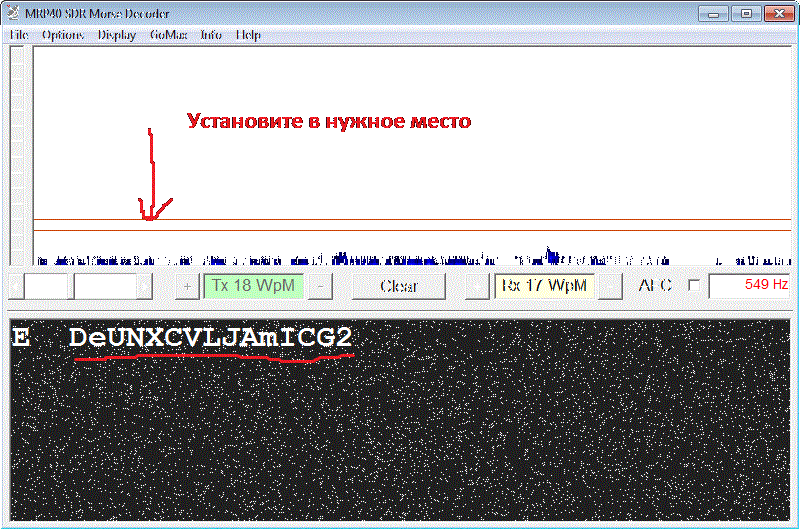 MRP40 SDR Morse Decoder
File Options Display GoMax Info Help
Установите в нужное место
+ Tx 18 WpM - Clear Rx 17 WpM AFC 549 Hz
E DeUNXCVLJAmICG2